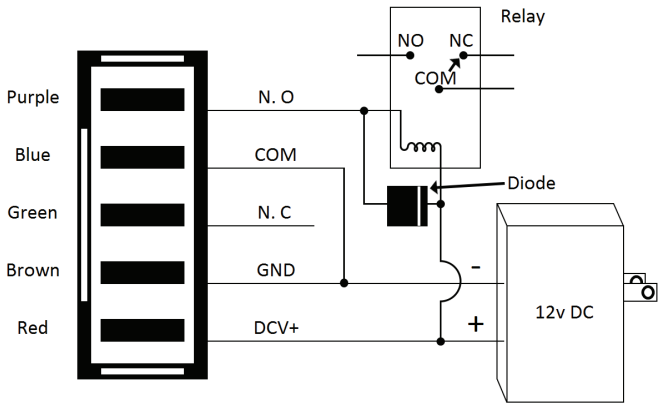 Relay
NO NC
COM
Purple N. O
Blue COM
Diode
Green N. C
Brown GND -
12v DC
Red DCV+ +